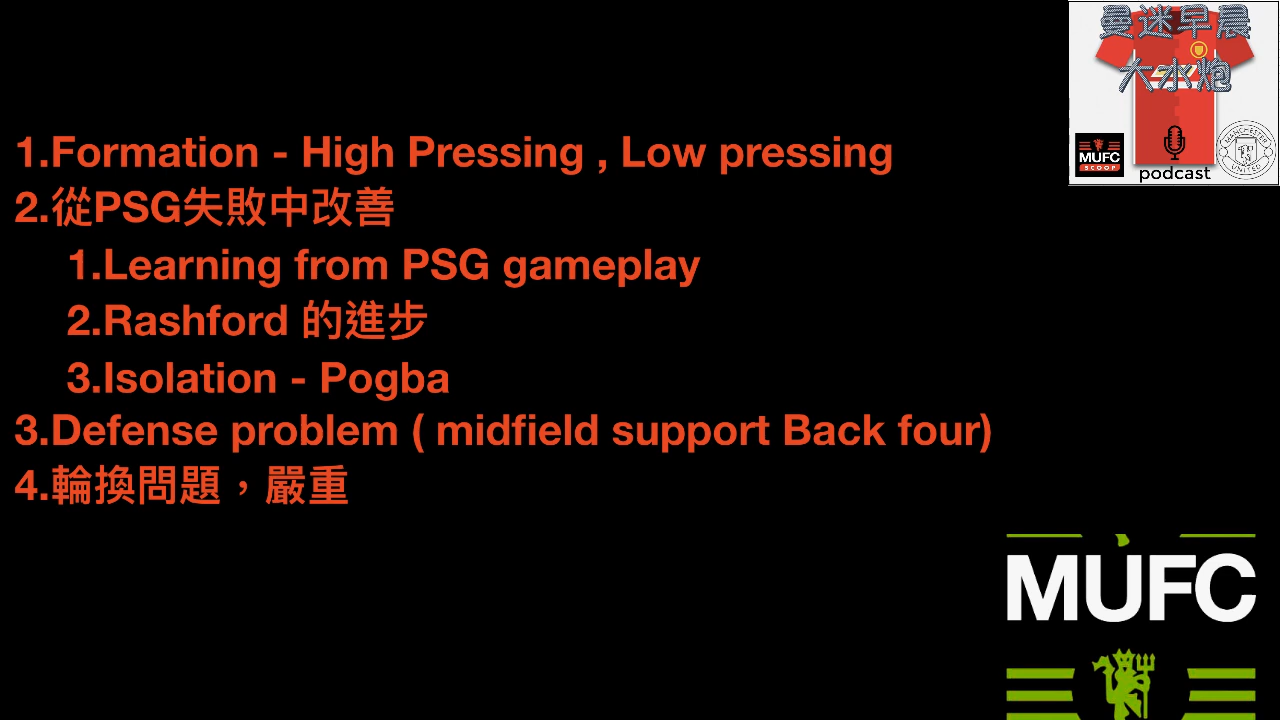 曼迷早晨
大水炮
MUFC
SCOOP
podcast
MANCHESTER
UNITED
1.Formation - High Pressing , Low pressing
2.從PSG失敗中改善
1.Learning from PSG gameplay
2.Rashford 的進步
3.Isolation - Pogba
3.Defense problem ( midfield support Back four)
4.輪換問題，嚴重
MUFC